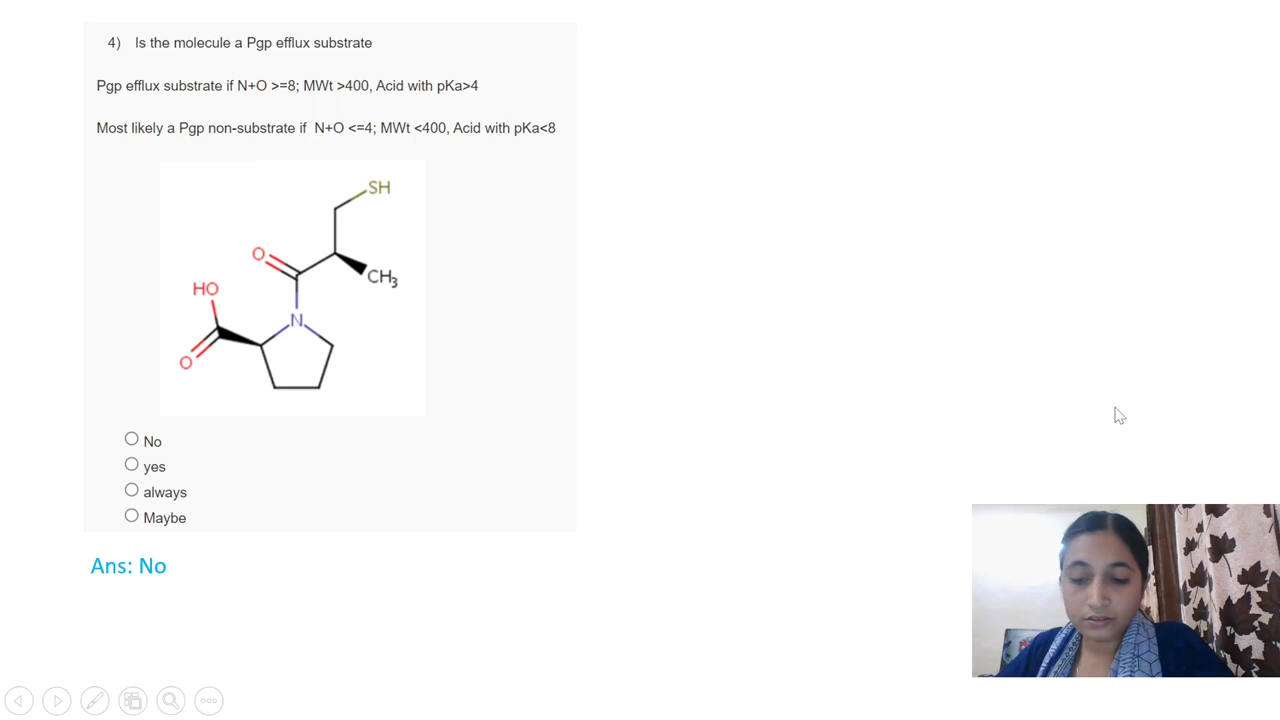 4) Is the molecule a Pgp efflux substrate
Pgp efflux substrate if N+O >=8; MWt >400, Acid with pKa>4
Most likely a Pgp non-substrate if N+O <=4; MWt <400, Acid with pKa<8
SH
O
CH3
HO
N
O
No
yes
always
Maybe
Ans: No